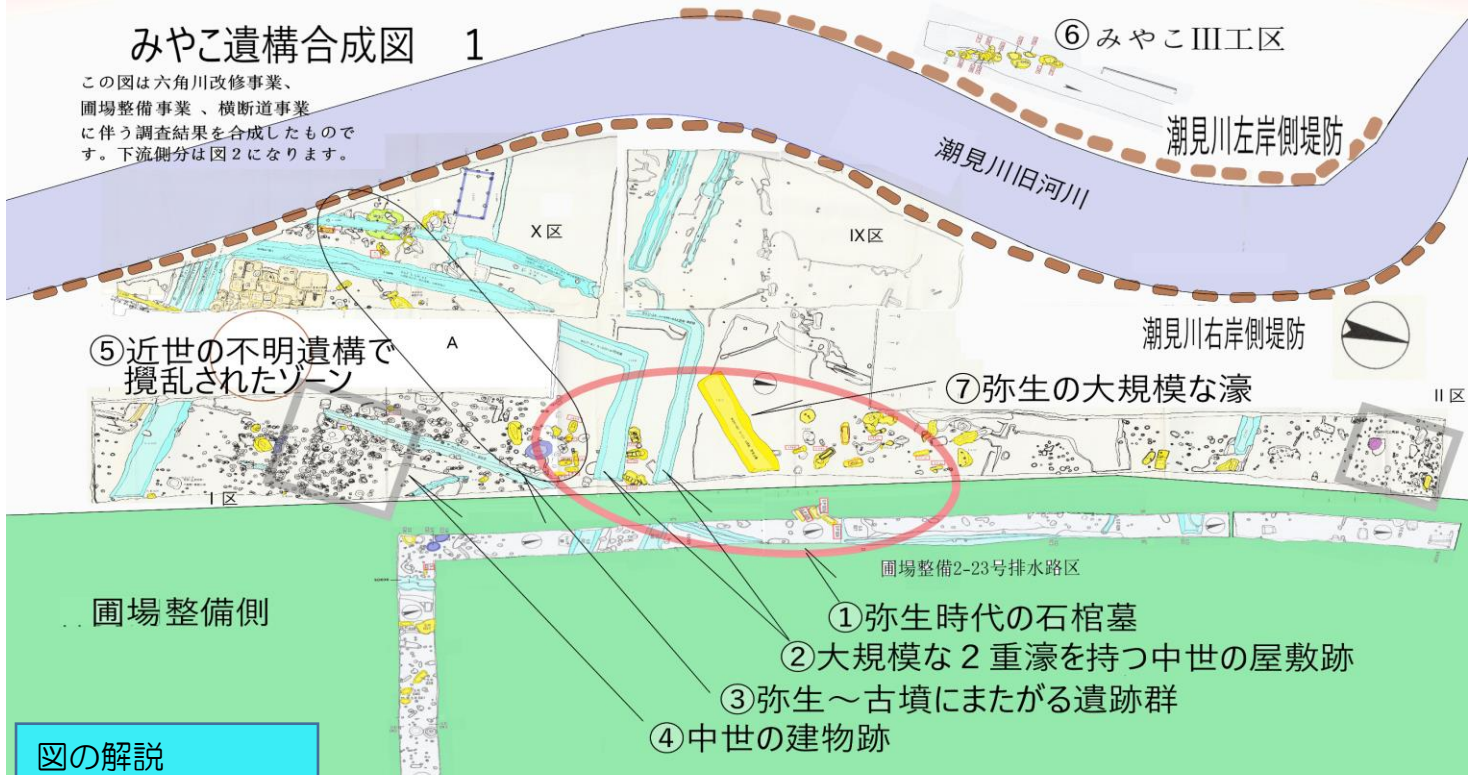 みやこ遺構合成図 1
この図は六角川改修事業、
圃場整備事業 、横断道事業
に伴う調査結果を合成したもので
す。下流側分は図２になります。
⑥みやこIII工区
潮見川左岸側堤防
潮見川旧河川
X区
IX区
潮見川右岸側堤防
⑤近世の不明遺構で
攪乱されたゾーン
A
⑦弥生の大規模な濠
II区
I区
圃場整備2-23号排水路区
圃場整備側
①弥生時代の石棺墓
②大規模な２重濠を持つ中世の屋敷跡
③弥生～古墳にまたがる遺跡群
④中世の建物跡
図の解説